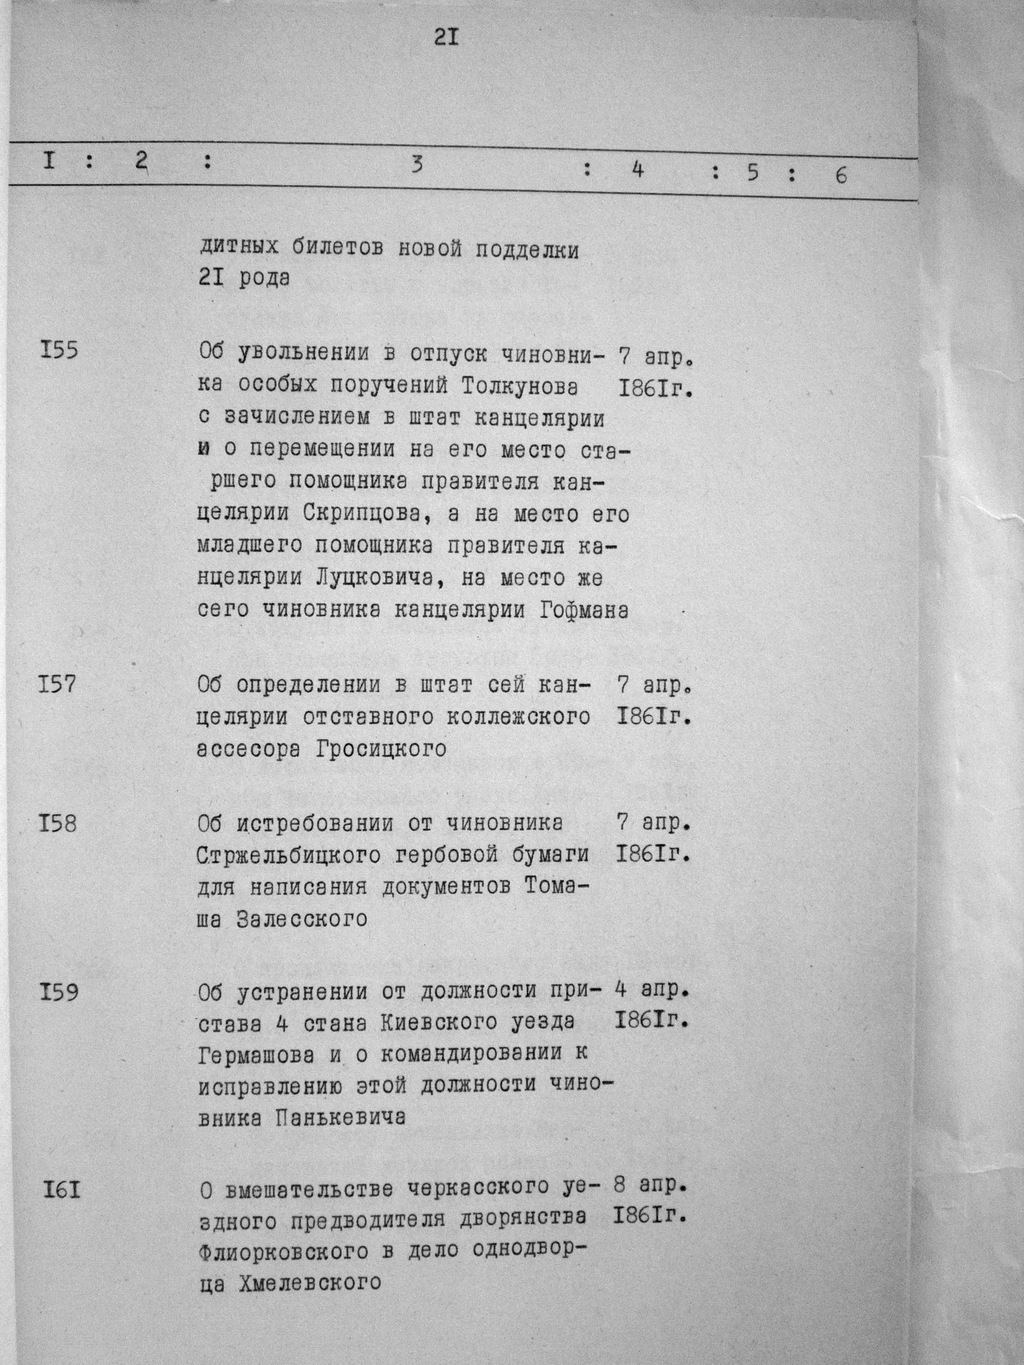 2I
I : 2 : 3 : 4 : 5 : 6
дитных билетов новой подделки
2I рода
I55 Об увольнении в отпуск чиновни- 7 апр.
ка особых поручений Толкунова I86Iг.
с зачислением в штат канцелярии
и о перемещении на его место ста-
ршего помощника правителя кан-
целярии Скрипцова, а на место его
младшего помощника правителя ка-
нцелярии Луцковича, на место же
сего чиновника канцелярии Гофмана
I57 Об определении в штат сей кан- 7 апр.
целярии отставного коллежского I86Iг.
ассесора Гросицкого
I58 Об истребовании от чиновника 7 апр.
Стржельбицкого гербовой бумаги I86Iг.
для написания документов Тома-
ша Залесского
I59 Об устранении от должности при- 4 апр.
става 4 стана Киевского уезда I86Iг.
Гермашова и о командировании к
исправлению этой должности чино-
вника Панькевича
I6I О вмешательстве черкасского уе- 8 апр.
здного предводителя дворянства I86Iг.
Флиорковского в дело однодвор-
ца Хмелевского